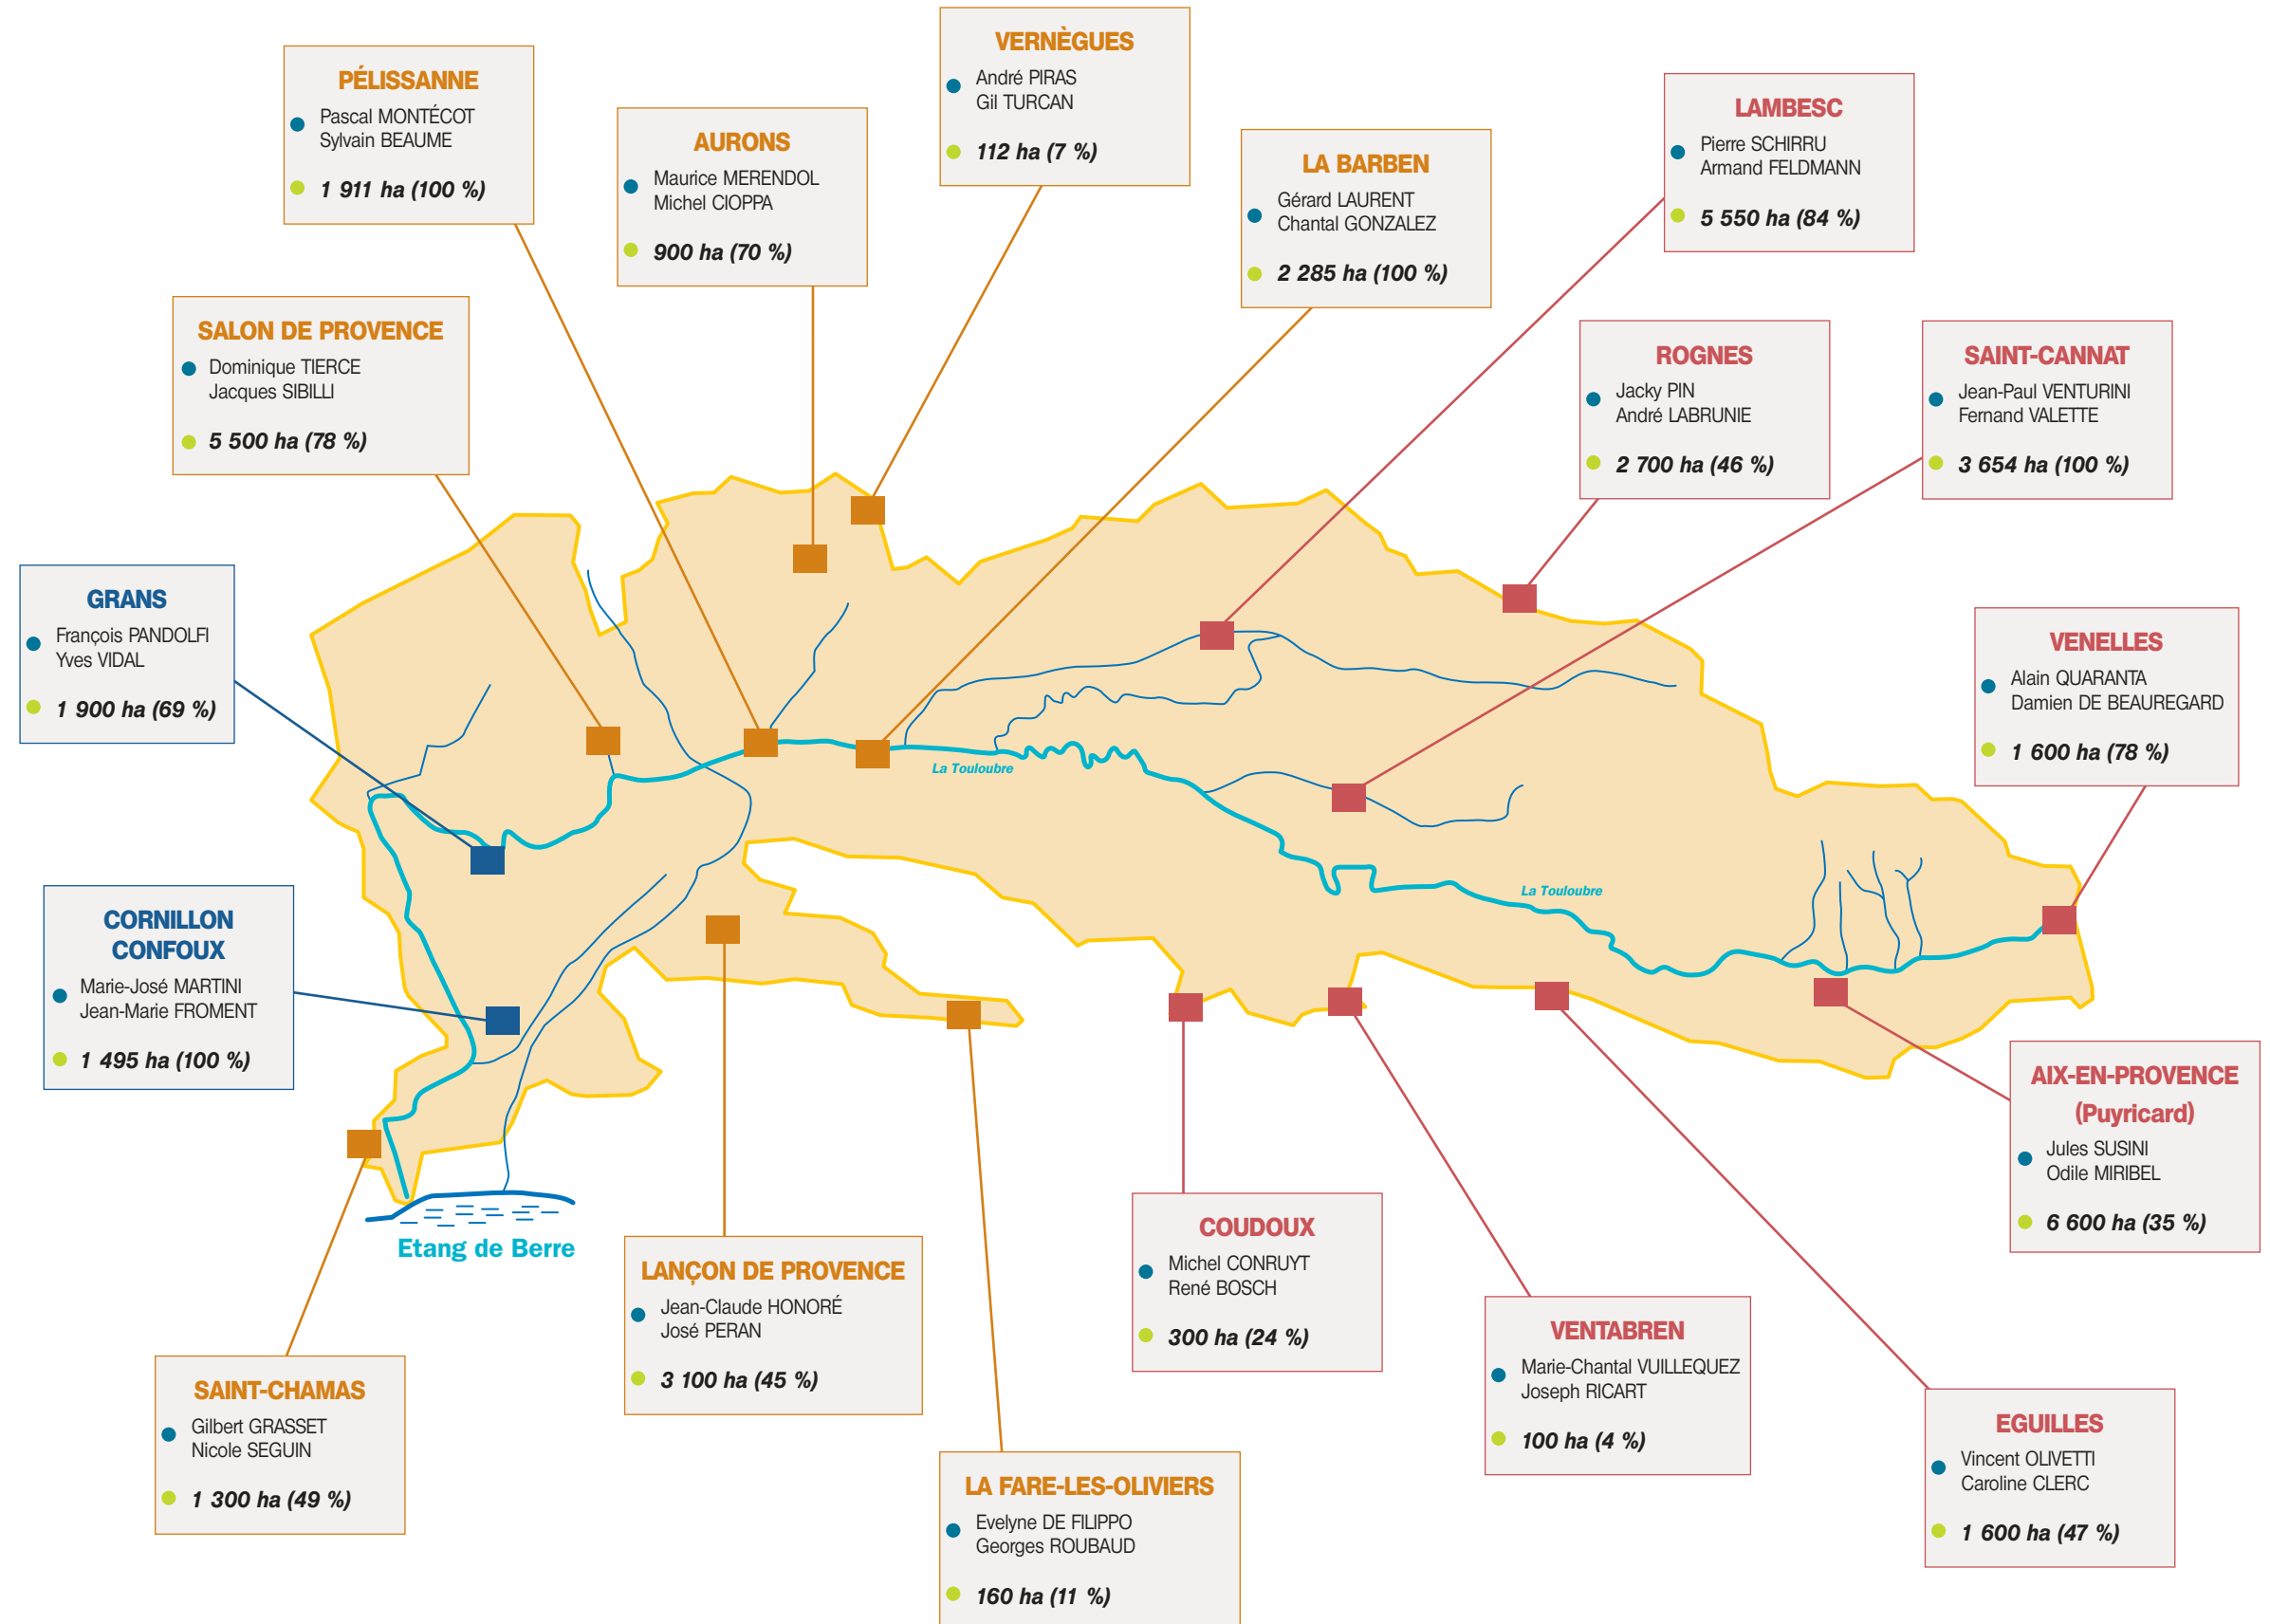 VERNÈGUES
André PIRAS
Gil TURCAN
112 ha (7 %)
PÉLISSANNE
Pascal MONTÉCOT
Sylvain BEAUME
1 911 ha (100 %)
AURONS
Maurice MERENDOL
Michel CIOPPA
900 ha (70 %)
LA BARBEN
Gérard LAURENT
Chantal GONZALEZ
2 285 ha (100 %)
LAMBESC
Pierre SCHIRRU
Armand FELDMANN
5 550 ha (84 %)
SALON DE PROVENCE
Dominique TIERCE
Jacques SIBILLI
5 500 ha (78 %)
ROGNES
Jacky PIN
André LABRUNIE
2 700 ha (46 %)
SAINT-CANNAT
Jean-Paul VENTURINI
Fernand VALETTE
3 654 ha (100 %)
GRANS
François PANDOLFI
Yves VIDAL
1 900 ha (69 %)
VENELLES
Alain QUARANTA
Damien DE BEAUREGARD
1 600 ha (78 %)
La Touloubre
La Touloubre
CORNILLON
CONFOUX
Marie-José MARTINI
Jean-Marie FROMENT
1 495 ha (100 %)
AIX-EN-PROVENCE
(Puyricard)
Jules SUSINI
Odile MIRIBEL
6 600 ha (35 %)
Etang de Berre
COUDOUX
Michel CONRUYT
René BOSCH
300 ha (24 %)
LANÇON DE PROVENCE
Jean-Claude HONORÉ
José PERAN
3 100 ha (45 %)
VENTABREN
Marie-Chantal VUILLEQUEZ
Joseph RICART
100 ha (4 %)
SAINT-CHAMAS
Gilbert GRASSET
Nicole SEGUIN
1 300 ha (49 %)
EGUILLES
Vincent OLIVETTI
Caroline CLERC
1 600 ha (47 %)
LA FARE-LES-OLIVIERS
Evelyne DE FILIPPO
Georges ROUBAUD
160 ha (11 %)